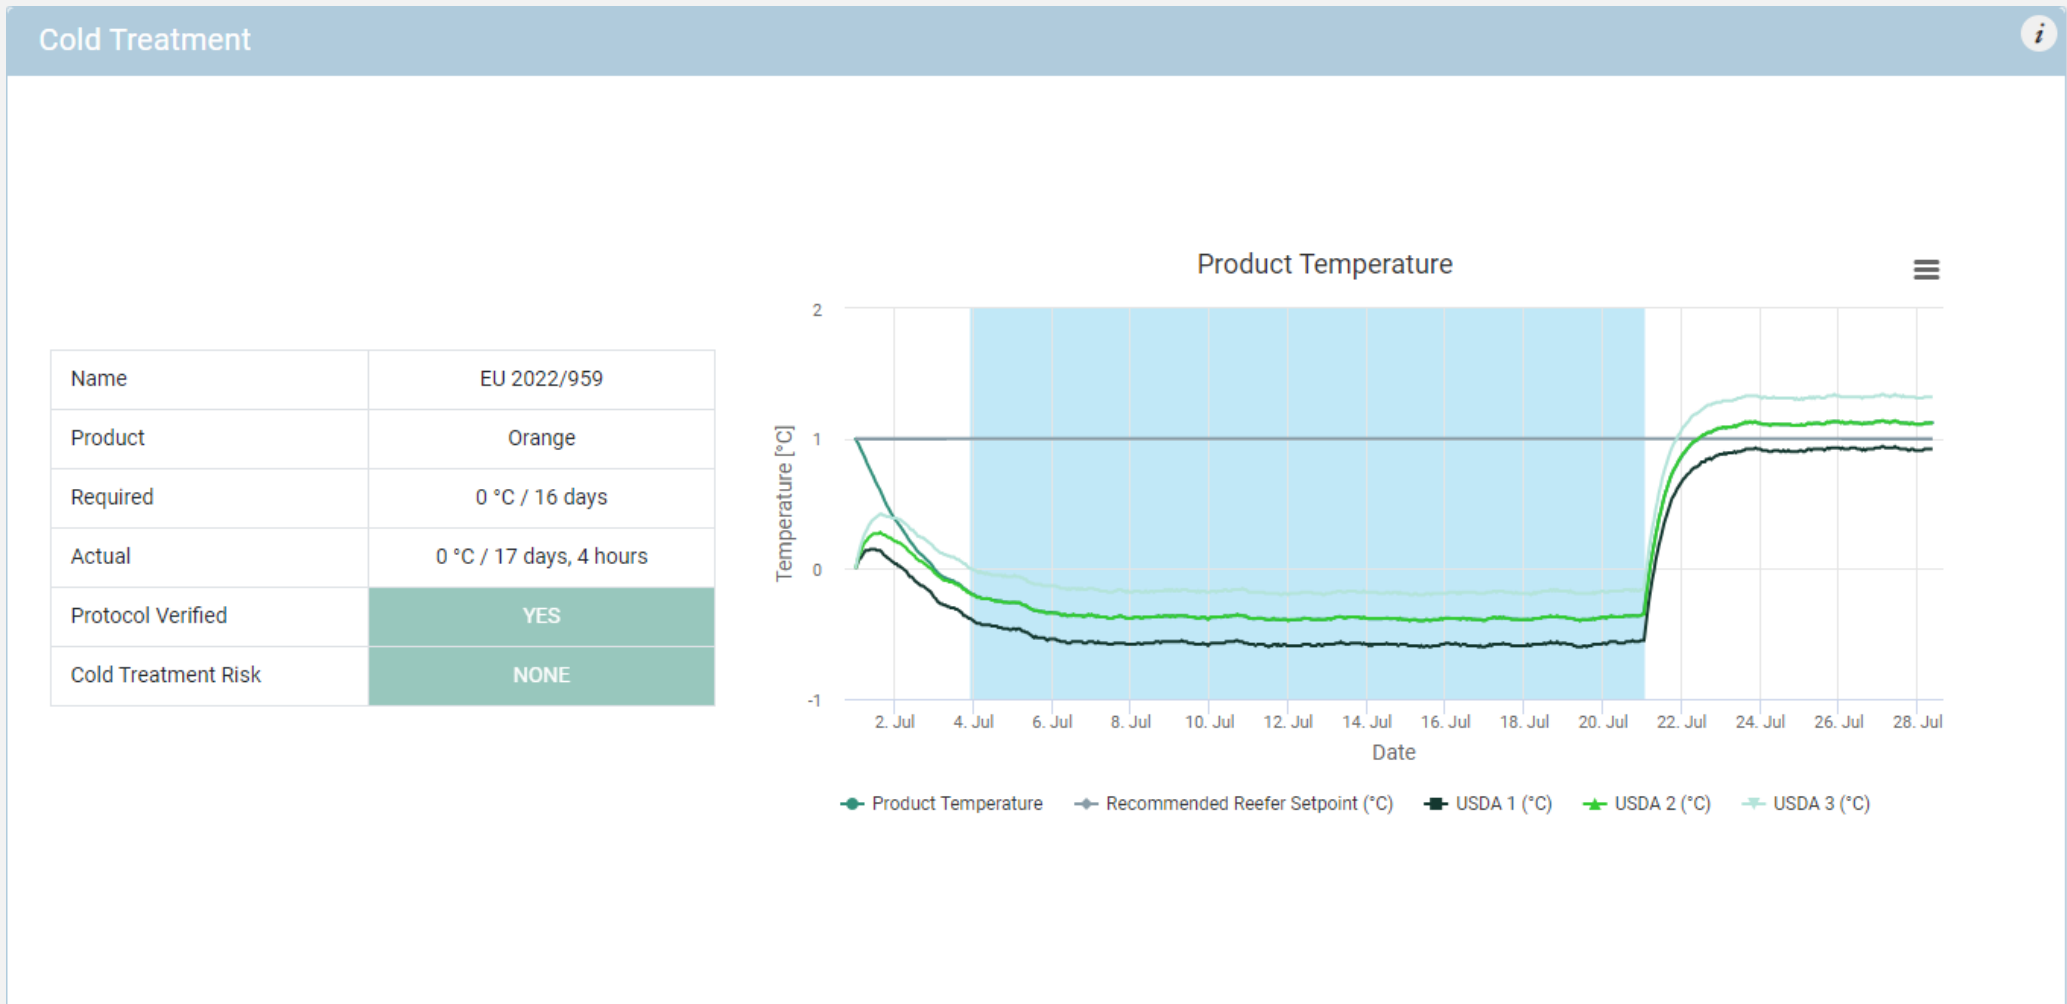 Cold Treatment
i
Name EU 2022/959
Product Orange
Required 0 °C / 16 days
Actual 0 °C / 17 days, 4 hours
Protocol Verified YES
Cold Treatment Risk NONE
Product Temperature
Temperature [°C]
2
1
0
-1
2. Jul 4. Jul 6. Jul 8. Jul 10. Jul 12. Jul 14. Jul 16. Jul 18. Jul 20. Jul 22. Jul 24. Jul 26. Jul 28. Jul
Date
Product Temperature Recommended Reefer Setpoint (°C) USDA 1 (°C) USDA 2 (°C) USDA 3 (°C)